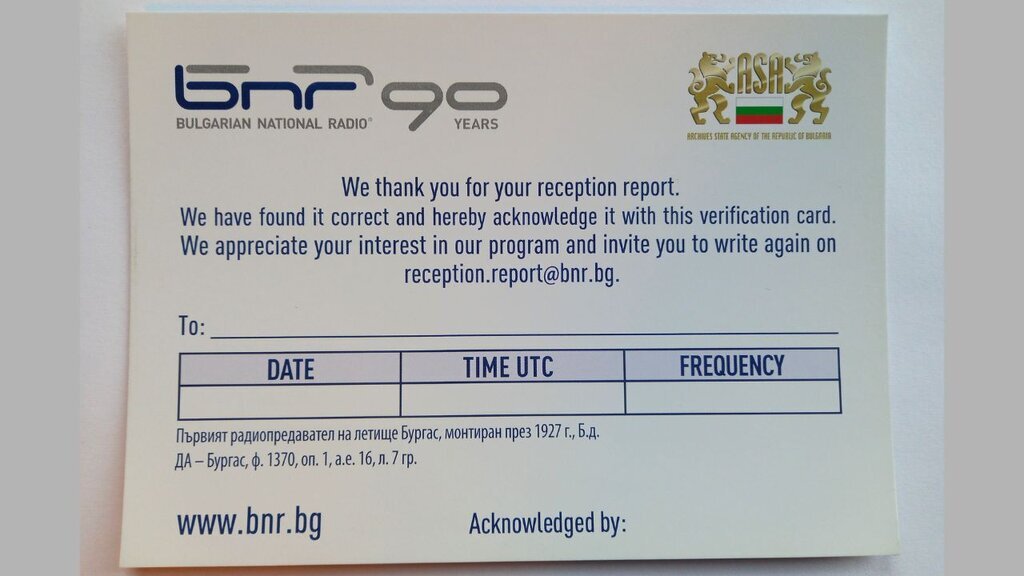 bnr 90
BULGARIAN NATIONAL RADIO® YEARS
ASA
ARCHIVES STATE AGENCY OF THE REPUBLIC OF BULGARIA
We thank you for your reception report.
We have found it correct and hereby acknowledge it with this verification card.
We appreciate your interest in our program and invite you to write again on
reception.report@bnr.bg.
To:
DATE TIME UTC FREQUENCY
Първият радиопредавател на летище Бургас, монтиран през 1927 г., Б.д.
ДА – Бургас, ф. 1370, оп. 1, а.е. 16, л. 7 гр.
www.bnr.bg Acknowledged by: